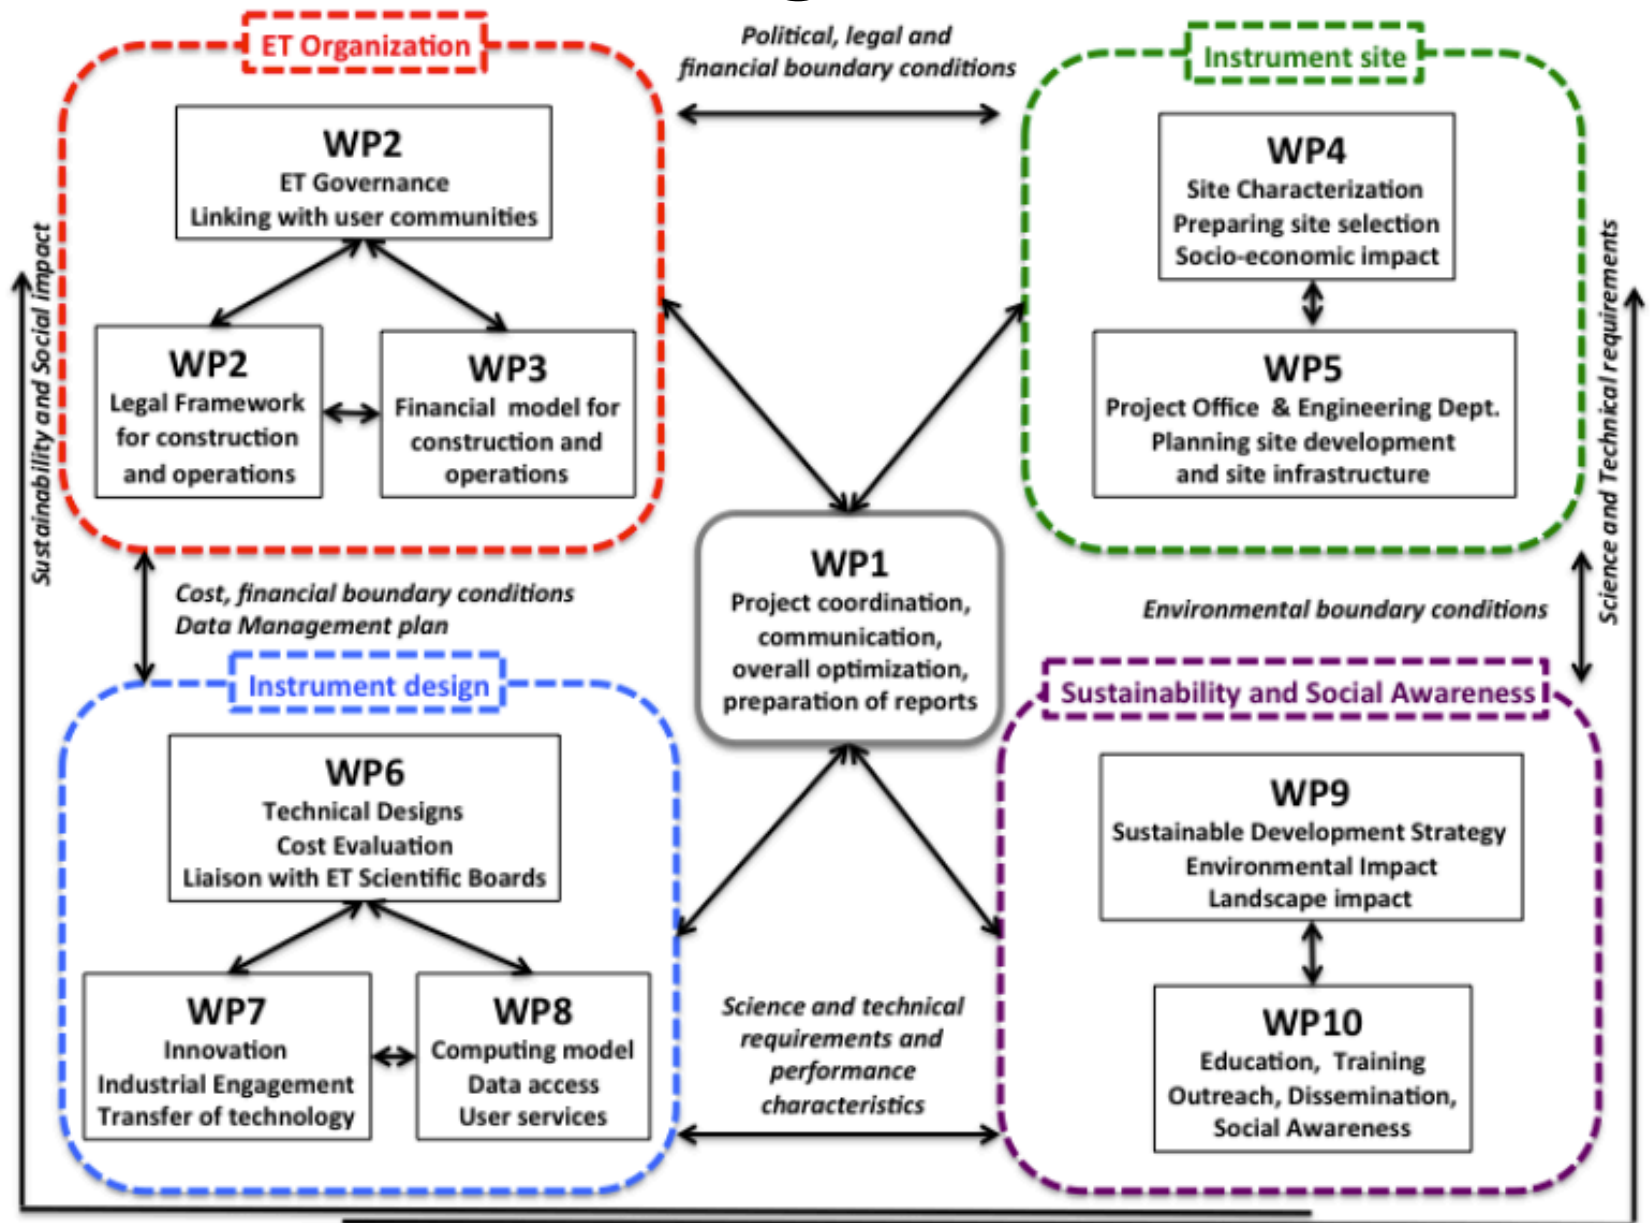 ET Organization
Political, legal and
financial boundary conditions
Instrument site
WP2
ET Governance
Linking with user communities
WP2
Legal Framework
for construction
and operations
WP3
Financial model for
construction and
operations
WP4
Site Characterization
Preparing site selection
Socio-economic impact
WP5
Project Office & Engineering Dept.
Planning site development
and site infrastructure
Sustainability and Social impact
Science and Technical requirements
WP1
Project coordination,
communication,
overall optimization,
preparation of reports
Cost, financial boundary conditions
Data Management plan
Environmental boundary conditions
Instrument design
WP6
Technical Designs
Cost Evaluation
Liaison with ET Scientific Boards
WP7
Innovation
Industrial Engagement
Transfer of technology
WP8
Computing model
Data access
User services
Science and technical
requirements and
performance
characteristics
Sustainability and Social Awareness
WP9
Sustainable Development Strategy
Environmental Impact
Landscape impact
WP10
Education, Training
Outreach, Dissemination,
Social Awareness